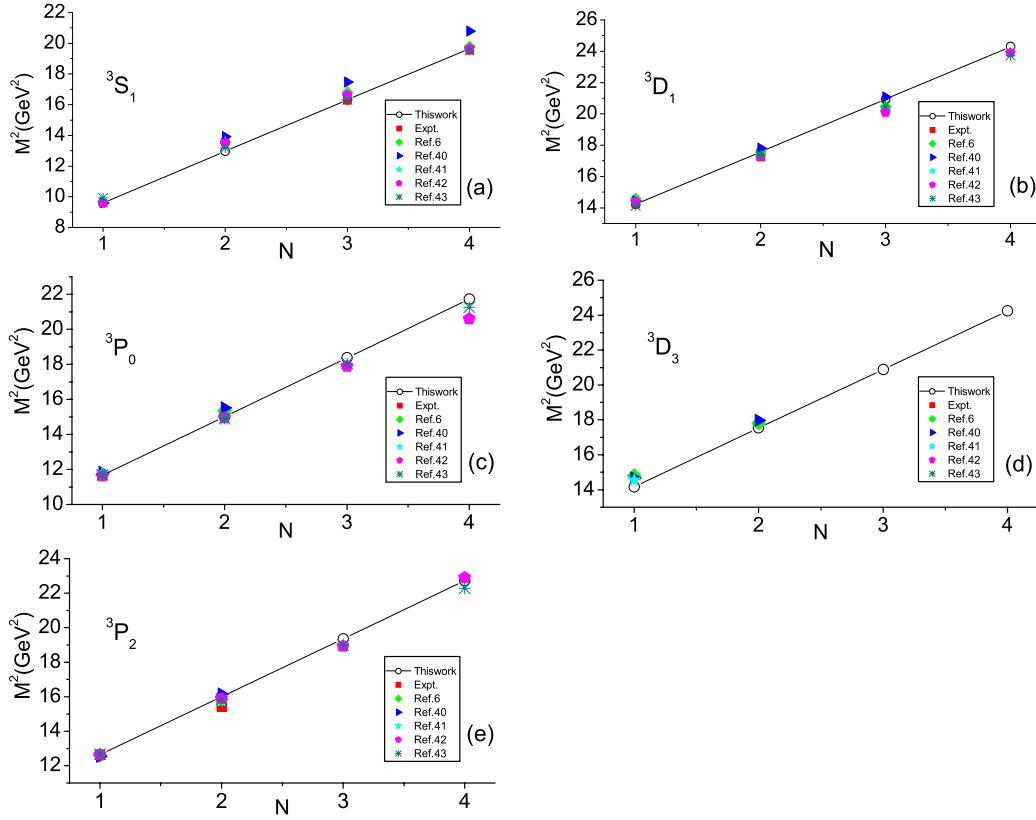 22
20
18
16
14
12
10
8
M²(GeV²)
³S₁
Thiswork
Expt.
Ref.6
Ref.40
Ref.41
Ref.42
Ref.43
(a)
1 2 3 4
N
26
24
22
20
18
16
14
M²(GeV²)
³D₁
Thiswork
Expt.
Ref.6
Ref.40
Ref.41
Ref.42
Ref.43
(b)
1 2 3 4
N
22
20
18
16
14
12
10
M²(GeV²)
³P₀
Thiswork
Expt.
Ref.6
Ref.40
Ref.41
Ref.42
Ref.43
(c)
1 2 3 4
N
26
24
22
20
18
16
14
M²(GeV²)
³D₃
Thiswork
Expt.
Ref.6
Ref.40
Ref.41
Ref.42
Ref.43
(d)
1 2 3 4
N
24
22
20
18
16
14
12
M²(GeV²)
³P₂
Thiswork
Expt.
Ref.6
Ref.40
Ref.41
Ref.42
Ref.43
(e)
1 2 3 4
N